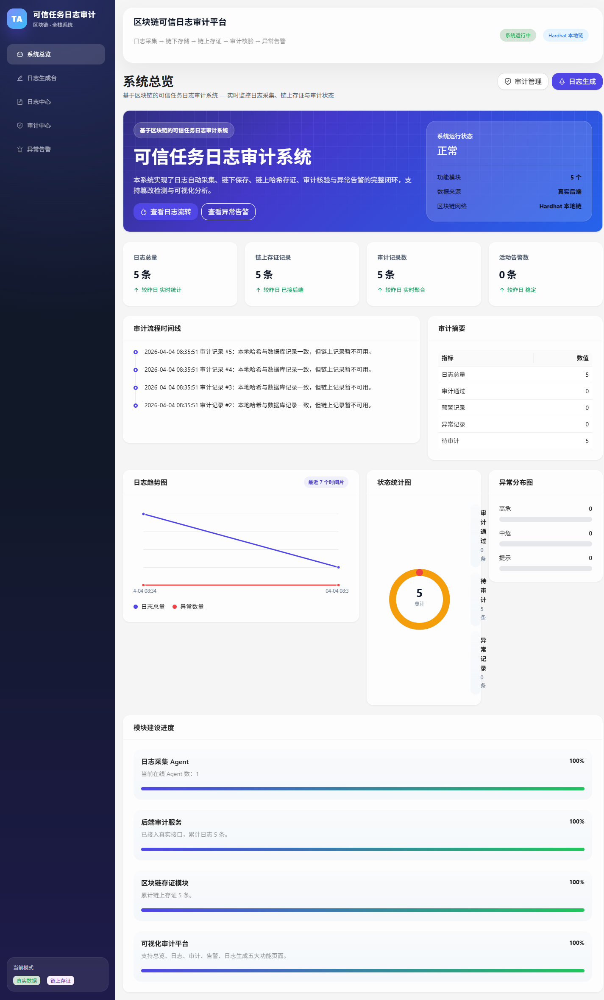 TA
可信任务日志审计
区块链 · 全栈系统
系统总览
日志生成台
日志中心
审计中心
异常告警
当前模式
真实数据 链上存证
区块链可信日志审计平台
日志采集 → 链下存储 → 链上存证 → 审计核验 → 异常告警
系统运行中 Hardhat 本地链
系统总览
基于区块链的可信任务日志审计系统 — 实时监控日志采集、链上存证与审计状态
审计管理 日志生成
基于区块链的可信任务日志审计系统
可信任务日志审计系统
本系统实现了日志自动采集、链下保存、链上哈希存证、审计核验与异常告警的完整闭环，支
持篡改检测与可视化分析。
查看日志流转 查看异常告警
系统运行状态
正常
功能模块 5 个
数据来源 真实后端
区块链网络 Hardhat 本地链
日志总量
5 条
较昨日 实时统计
链上存证记录
5 条
较昨日 已接后端
审计记录数
5 条
较昨日 实时聚合
活动告警数
0 条
较昨日 稳定
审计流程时间线
2026-04-04 08:35:51 审计记录 #5：本地哈希与数据库记录一致，但链上记录暂不可用。
2026-04-04 08:35:51 审计记录 #4：本地哈希与数据库记录一致，但链上记录暂不可用。
2026-04-04 08:35:51 审计记录 #3：本地哈希与数据库记录一致，但链上记录暂不可用。
2026-04-04 08:35:51 审计记录 #2：本地哈希与数据库记录一致，但链上记录暂不可用。
审计摘要
指标 数值
日志总量 5
审计通过 0
预警记录 0
异常记录 0
待审计 5
日志趋势图
最近 7 个时间片
4-04 08:34 04-04 08:3
日志总量 异常数量
状态统计图
5
总计
审
计
通
过
0
条
待
审
计
5
条
异
常
记
录
0
条
异常分布图
高危 0
中危 0
提示 0
模块建设进度
日志采集 Agent 100%
当前在线 Agent 数：1
后端审计服务 100%
已接入真实接口，累计日志 5 条。
区块链存证模块 100%
累计链上存证 5 条。
可视化审计平台 100%
支持总览、日志、审计、告警、日志生成五大功能页面。